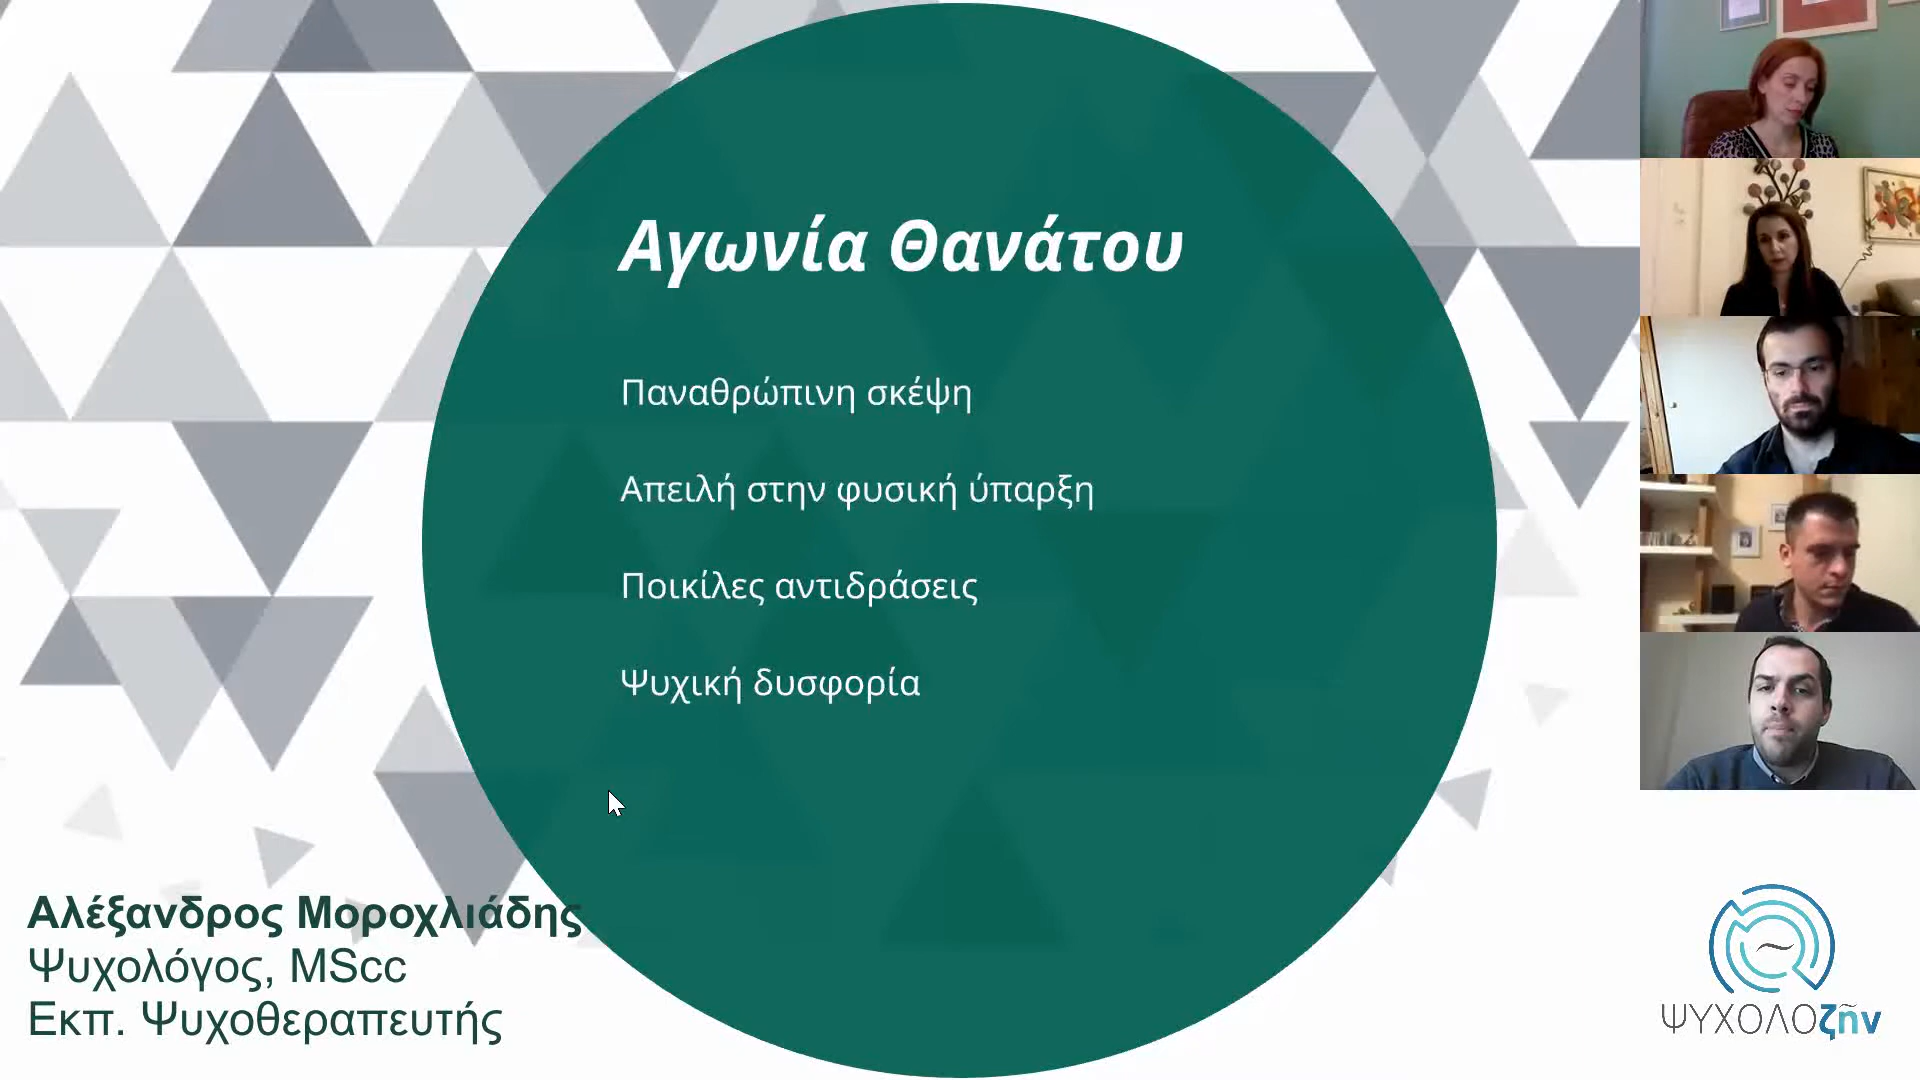 Αγωνία Θανάτου
Παναθρώπινη σκέψη
Απειλή στην φυσική ύπαρξη
Ποικίλες αντιδράσεις
Ψυχική δυσφορία
Αλέξανδρος Μοροχλιάδης
Ψυχολόγος, MScc
Εκπ. Ψυχοθεραπευτής
ΨΥΧΟΛΟζῆν